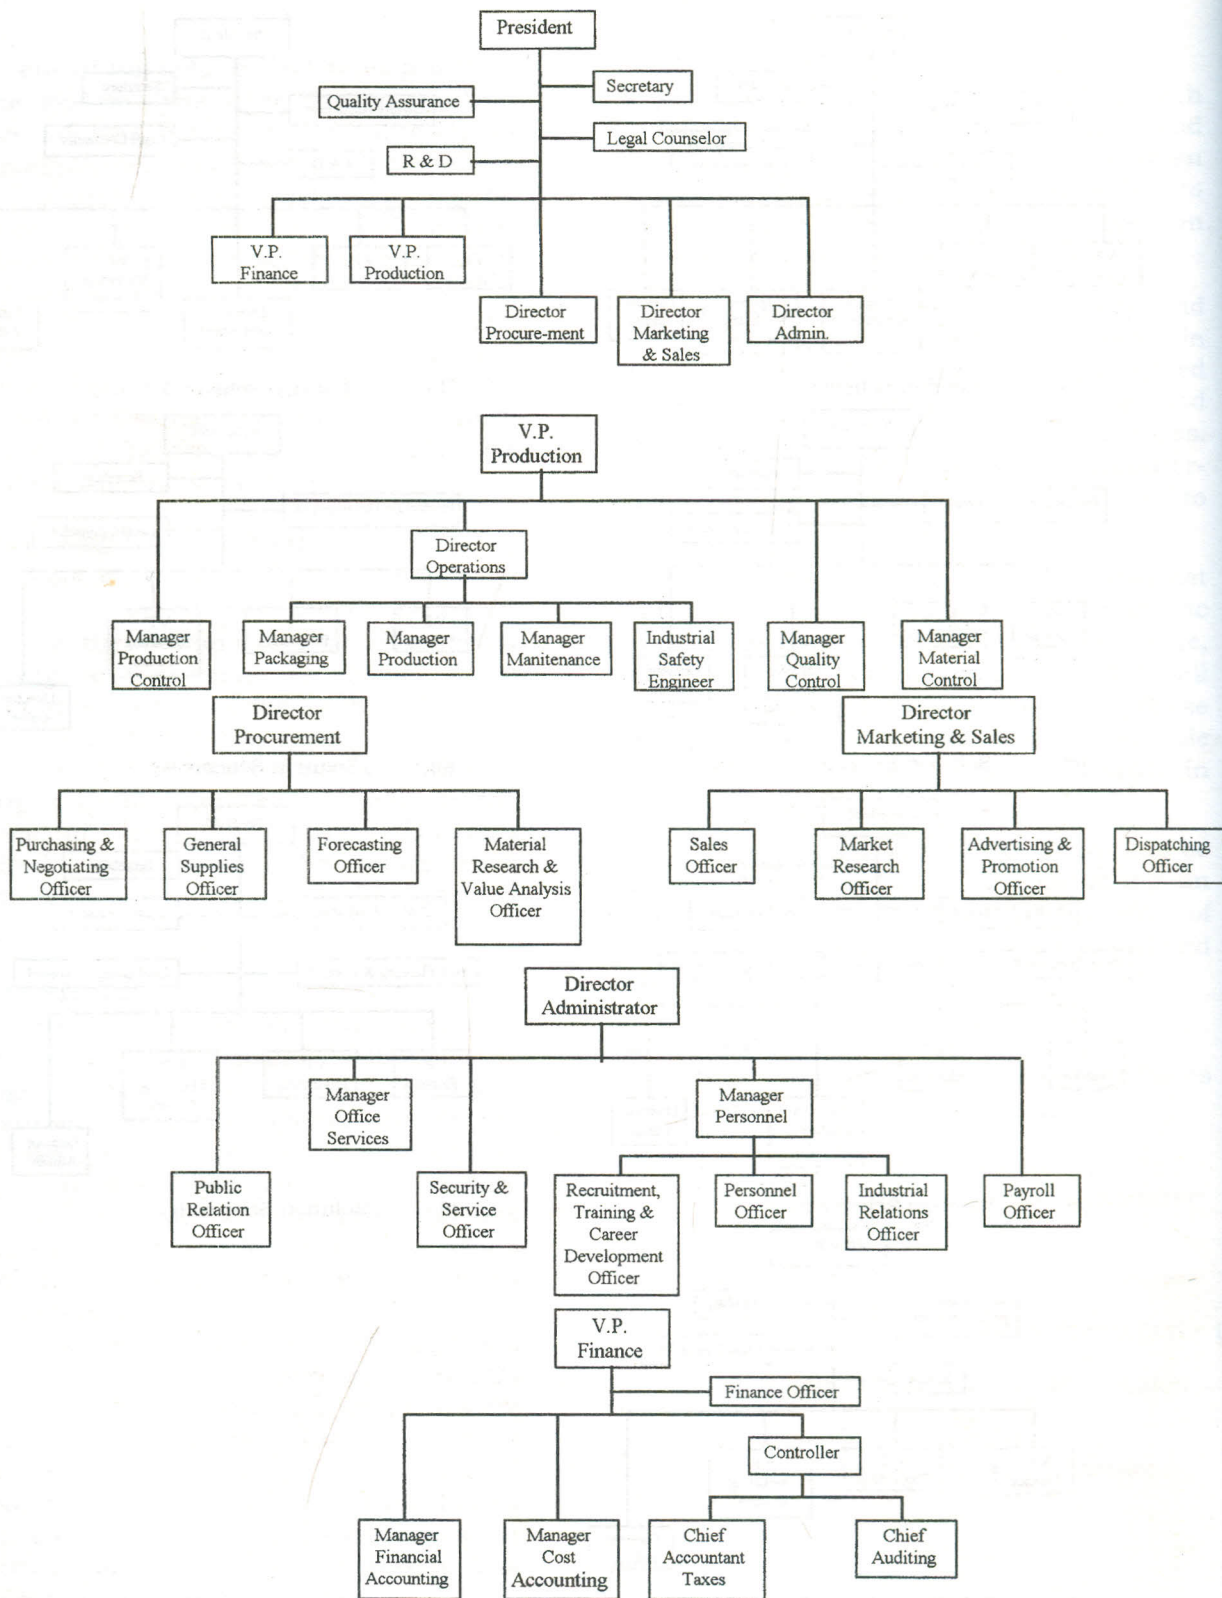 President
Secretary
Quality Assurance
Legal Counselor
R & D
V.P.
Finance
V.P.
Production
Director
Procure-ment
Director
Marketing
& Sales
Director
Admin.
V.P.
Production
Director
Operations
Manager
Production
Control
Manager
Packaging
Manager
Production
Manager
Manitenance
Industrial
Safety
Engineer
Manager
Quality
Control
Manager
Material
Control
Director
Procurement
Director
Marketing & Sales
Purchasing &
Negotiating
Officer
General
Supplies
Officer
Forecasting
Officer
Material
Research &
Value Analysis
Officer
Sales
Officer
Market
Research
Officer
Advertising &
Promotion
Officer
Dispatching
Officer
Director
Administrator
Manager
Office
Services
Manager
Personnel
Public
Relation
Officer
Security &
Service
Officer
Recruitment,
Training &
Career
Development
Officer
Personnel
Officer
Industrial
Relations
Officer
Payroll
Officer
V.P.
Finance
Finance Officer
Controller
Manager
Financial
Accounting
Manager
Cost
Accounting
Chief
Accountant
Taxes
Chief
Auditing